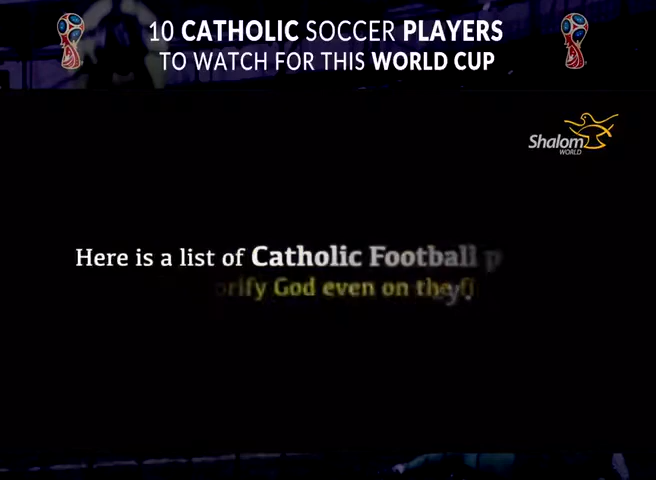 10 CATHOLIC SOCCER PLAYERS
TO WATCH FOR THIS WORLD CUP
Shalom
WORLD
Here is a list of Catholic Football
God even on the